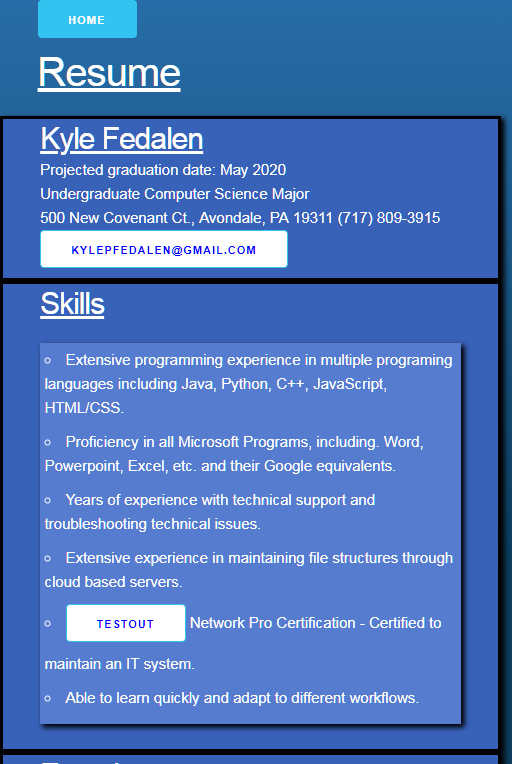 HOME
Resume
Kyle Fedalen
Projected graduation date: May 2020
Undergraduate Computer Science Major
500 New Covenant Ct., Avondale, PA 19311 (717) 809-3915
KYLEPFEDALEN@GMAIL.COM
Skills
Extensive programming experience in multiple programing
languages including Java, Python, C++, JavaScript,
HTML/CSS.
Proficiency in all Microsoft Programs, including. Word,
Powerpoint, Excel, etc. and their Google equivalents.
Years of experience with technical support and
troubleshooting technical issues.
Extensive experience in maintaining file structures through
cloud based servers.
TESTOUT Network Pro Certification - Certified to
maintain an IT system.
Able to learn quickly and adapt to different workflows.